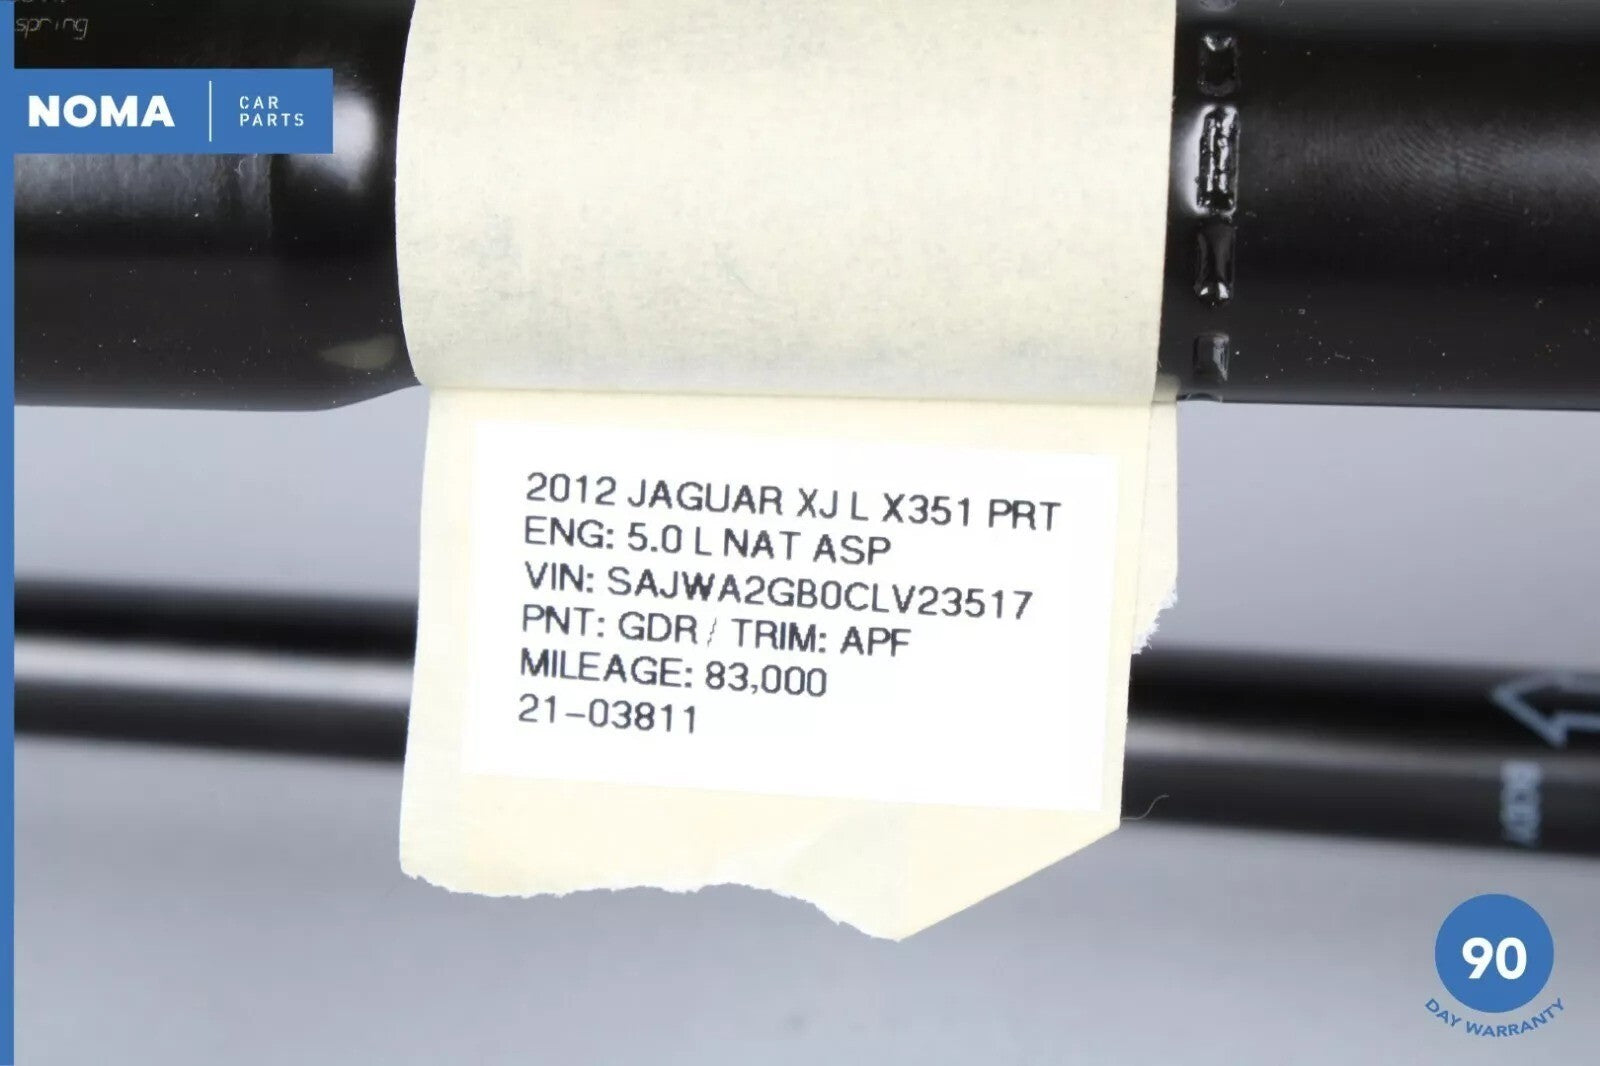 spring
NOMA
CAR
PARTS
2012 JAGUAR XJ L X351 PRT
ENG: 5.0 L NAT ASP
VIN: SAJWA2GB0CLV23517
PNT: GDR / TRIM: APF
MILEAGE: 83,000
21-03811
90
DAY WARRANTY